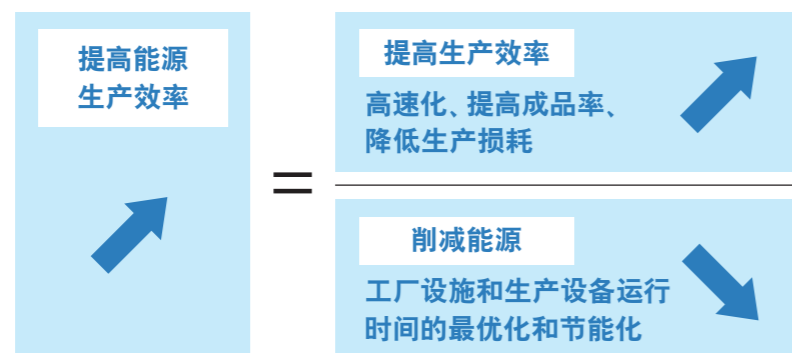 提高能源
生产效率
=
提高生产效率
高速化、提高成品率、
降低生产损耗
削减能源
工厂设施和生产设备运行
时间的最优化和节能化